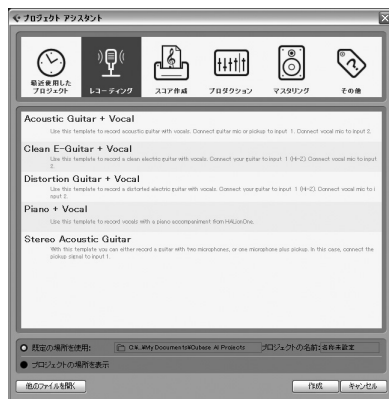 プロジェクト アシスタント
最近使用した
プロジェクト
レコーディング
スコア作成
プロダクション
マスタリング
その他
Acoustic Guitar + Vocal
Use this template to record acoustic guitar with vocals. Connect guitar mic or pickup to input 1. Connect vocal mic to input 2.
Clean E-Guitar + Vocal
Use this template to record a clean electric guitar with vocals. Connect your guitar to input 1 (Hi-Z). Connect vocal mic to input
2.
Distortion Guitar + Vocal
Use this template to record a distorted electric guitar with vocals. Connect your guitar to input 1 (Hi-Z). Connect vocal mic to i
nput 2.
Piano + Vocal
Use this template to record vocals with a piano accompaniment from HALionOne.
Stereo Acoustic Guitar
With this template you can either record a guitar with two microphones, or one microphone plus pickup. In this case, connect the
pickup signal to input 1.
既定の場所を使用:
C:¥..¥My Documents¥Cubase AI Projects
プロジェクトの名前:名称未設定
プロジェクトの場所を表示
他のファイルを開く
作成
キャンセル